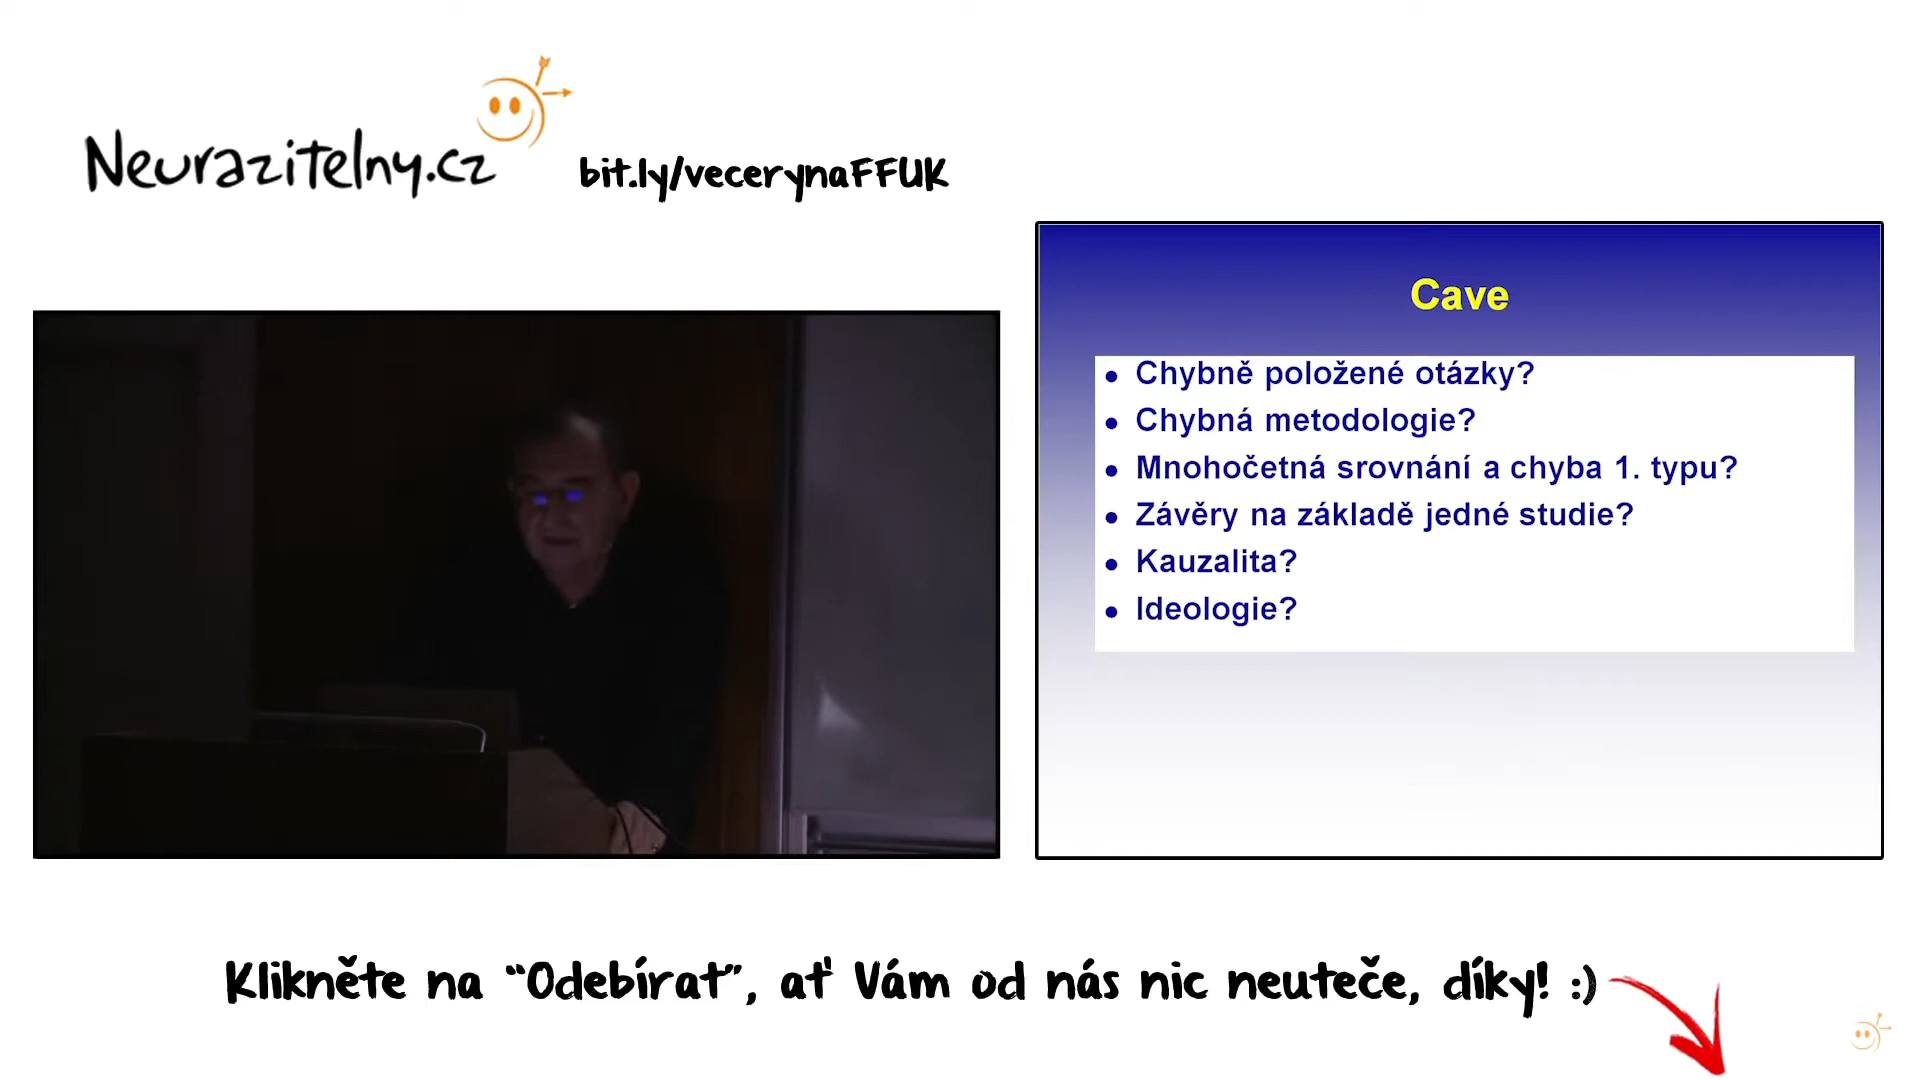 Neurazitelny.cz
bit.ly/vecerynaFFUK
Cave
• Chybně položené otázky?
• Chybná metodologie?
• Mnohočetná srovnání a chyba 1. typu?
• Závěry na základě jedné studie?
• Kauzalita?
• Ideologie?
Klikněte na “Odebírat”, ať Vám od nás nic neuteče, díky! :)